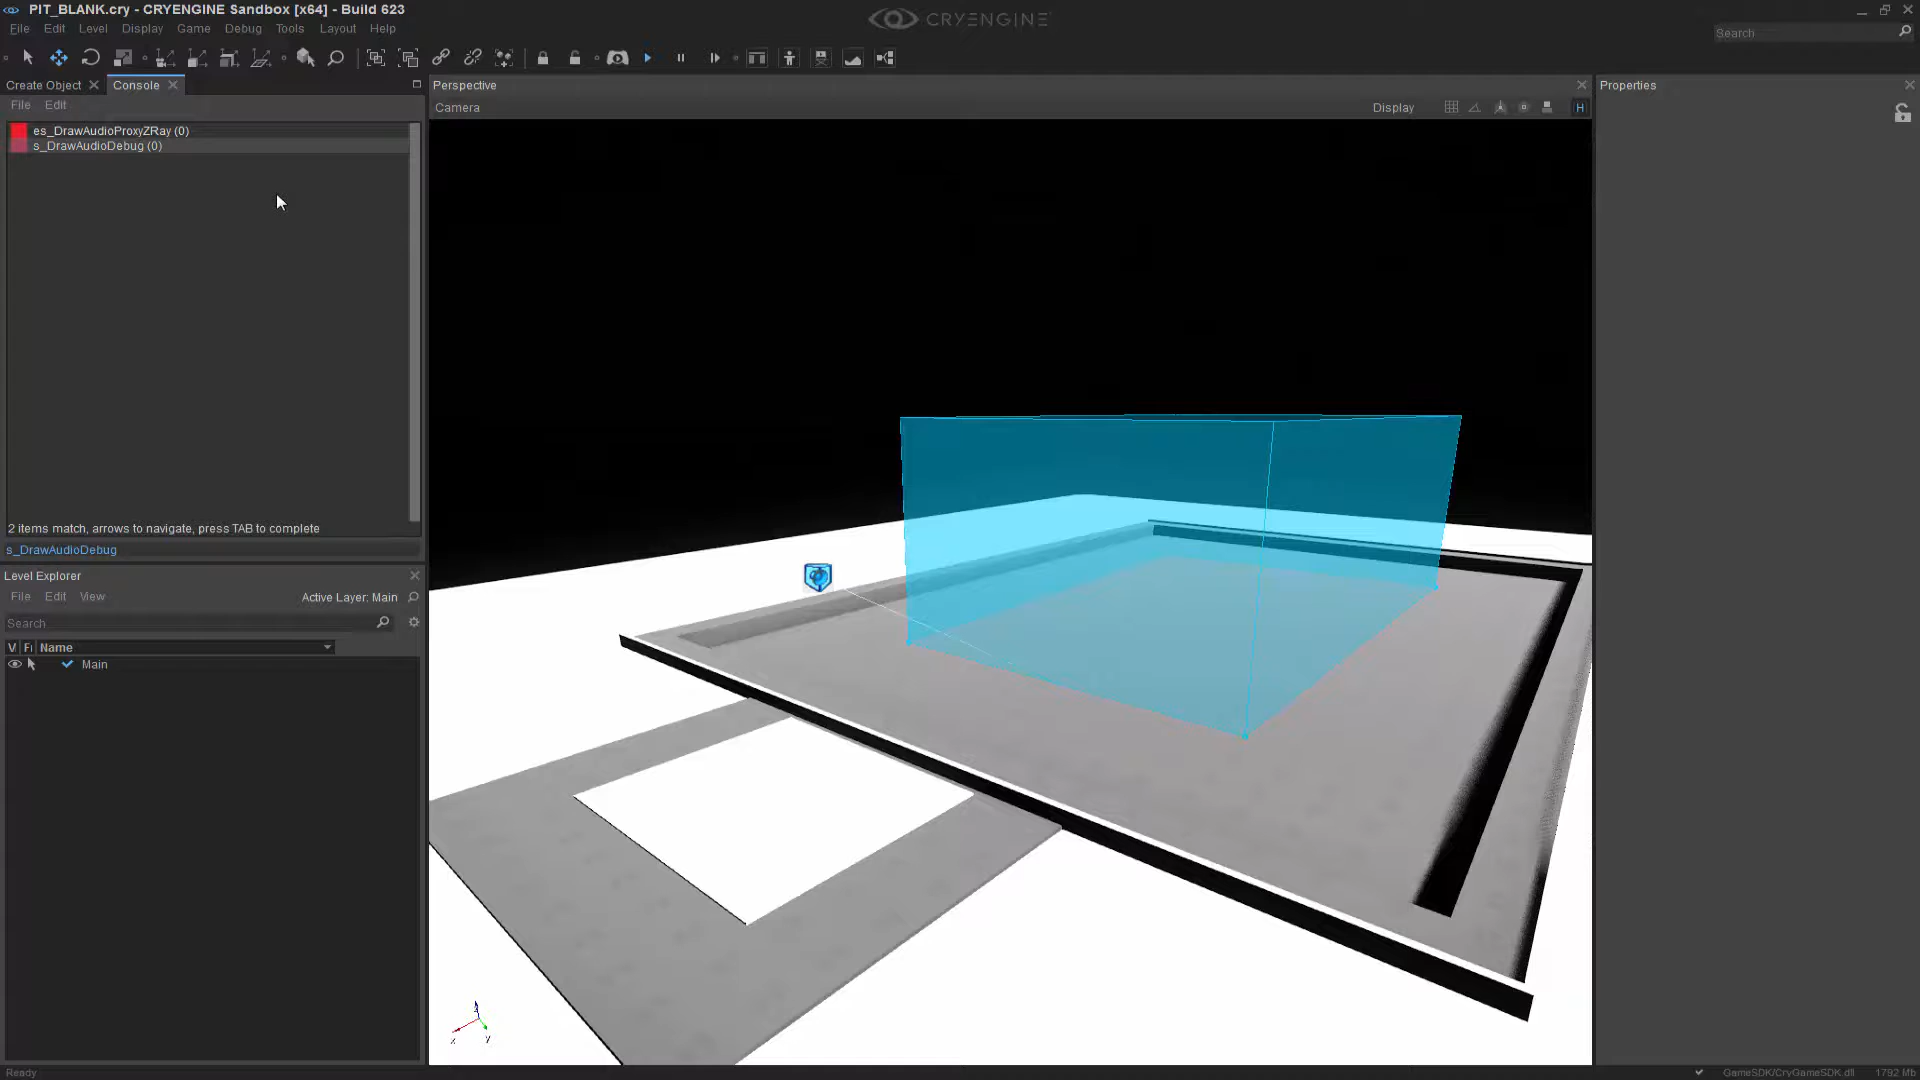 PIT_BLANK.cry - CRYENGINE Sandbox [x64] - Build 623
CRYENGINE
File Edit Level Display Game Debug Tools Layout Help
Search
Create Object
Console
File Edit
es_DrawAudioProxyZRay (0)
s_DrawAudioDebug (0)
2 items match, arrows to navigate, press TAB to complete
s_DrawAudioDebug
Level Explorer
File Edit View
Active Layer: Main
Search
V Fi Name
Main
Perspective
Camera
Display
H
z
x
y
Properties
Ready
GameSDK/CryGameSDK.dll
1792 Mb